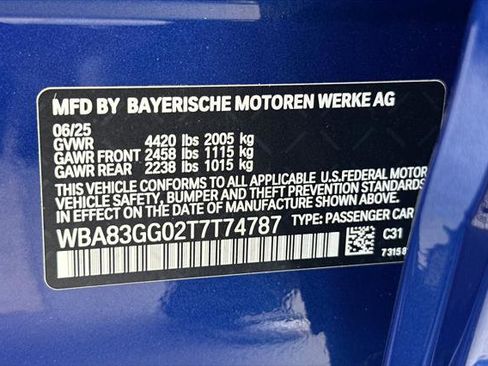 MFD BY BAYERISCHE MOTOREN WERKE AG
06/25
GVWR 4420 lbs 2005 kg
GAWR FRONT 2458 lbs 1115 kg
GAWR REAR 2238 lbs 1015 kg
THIS VEHICLE CONFORMS TO ALL APPLICABLE U.S.FEDERAL MOTOR
VEHICLE SAFETY, BUMPER, AND THEFT PREVENTION STANDARDS
IN EFFECT ON THE DATE OF MANUFACTURE SHOWN ABOVE.
WBA83GG02T7T74787 TYPE: PASSENGER CAR
C31
73158